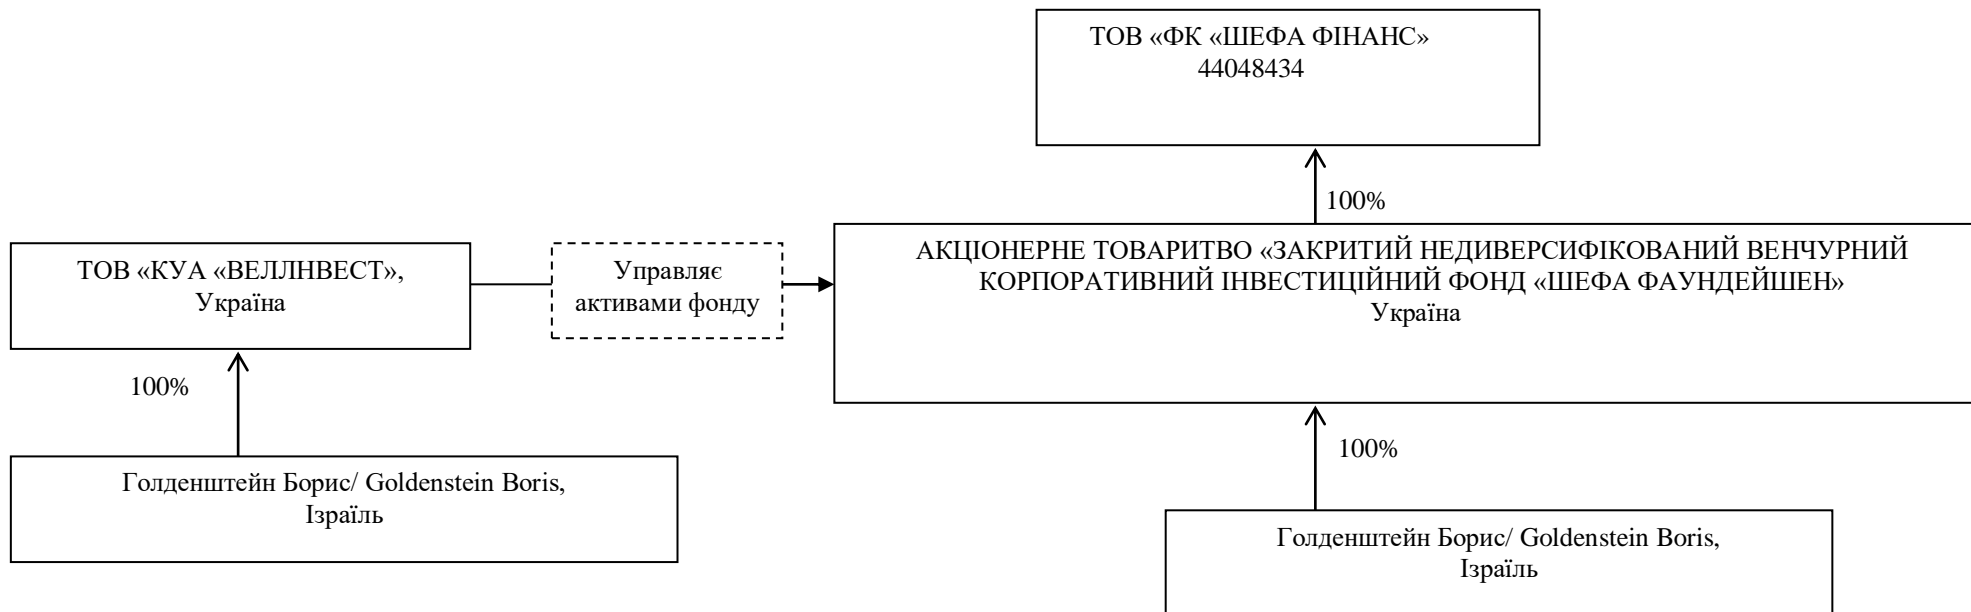 ТОВ «ФК «ШЕФА ФІНАНС»
44048434
100%
ТОВ «КУА «ВЕЛЛНВЕСТ»,
Україна
Управляє
активами фонду
АКЦІОНЕРНЕ ТОВАРИТВО «ЗАКРИТИЙ НЕДИВЕРСИФІКОВАНИЙ ВЕНЧУРНИЙ
КОРПОРАТИВНИЙ ІНВЕСТИЦІЙНИЙ ФОНД «ШЕФА ФАУНДЕЙШЕН»
Україна
100%
100%
Голденштейн Борис/ Goldenstein Boris,
Ізраїль
Голденштейн Борис/ Goldenstein Boris,
Ізраїль